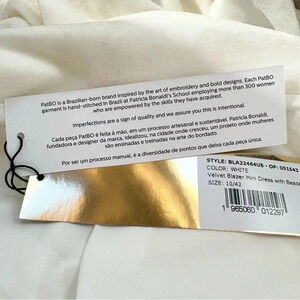 PatBO is a Brazilian-born brand inspired by the art of embroidery and bold designs. Each PatBO
garment is hand-stitched in Brazil at Patricia Bonaldi's School employing more than 300 women
who are empowered by the skills they have acquired.
Imperfections are a sign of quality and we assure you this is intentional.
Cada peça PatBO é feita à mão, em um processo artesanal e sustentável. Patricia Bonaldi,
fundadora e designer da marca, idealizou, na cidade onde cresceu, um projeto onde mulheres
são ensinadas e treinadas na arte do bordado.
Por ser um processo manual, é a diversidade de pontos que deixa cada peça única.
STYLE: BLA22464US - OP: 051543
COLOR: WHITE
Velvet Blazer Mini Dress with Beade
SIZE: 10/42
1 965060 012297